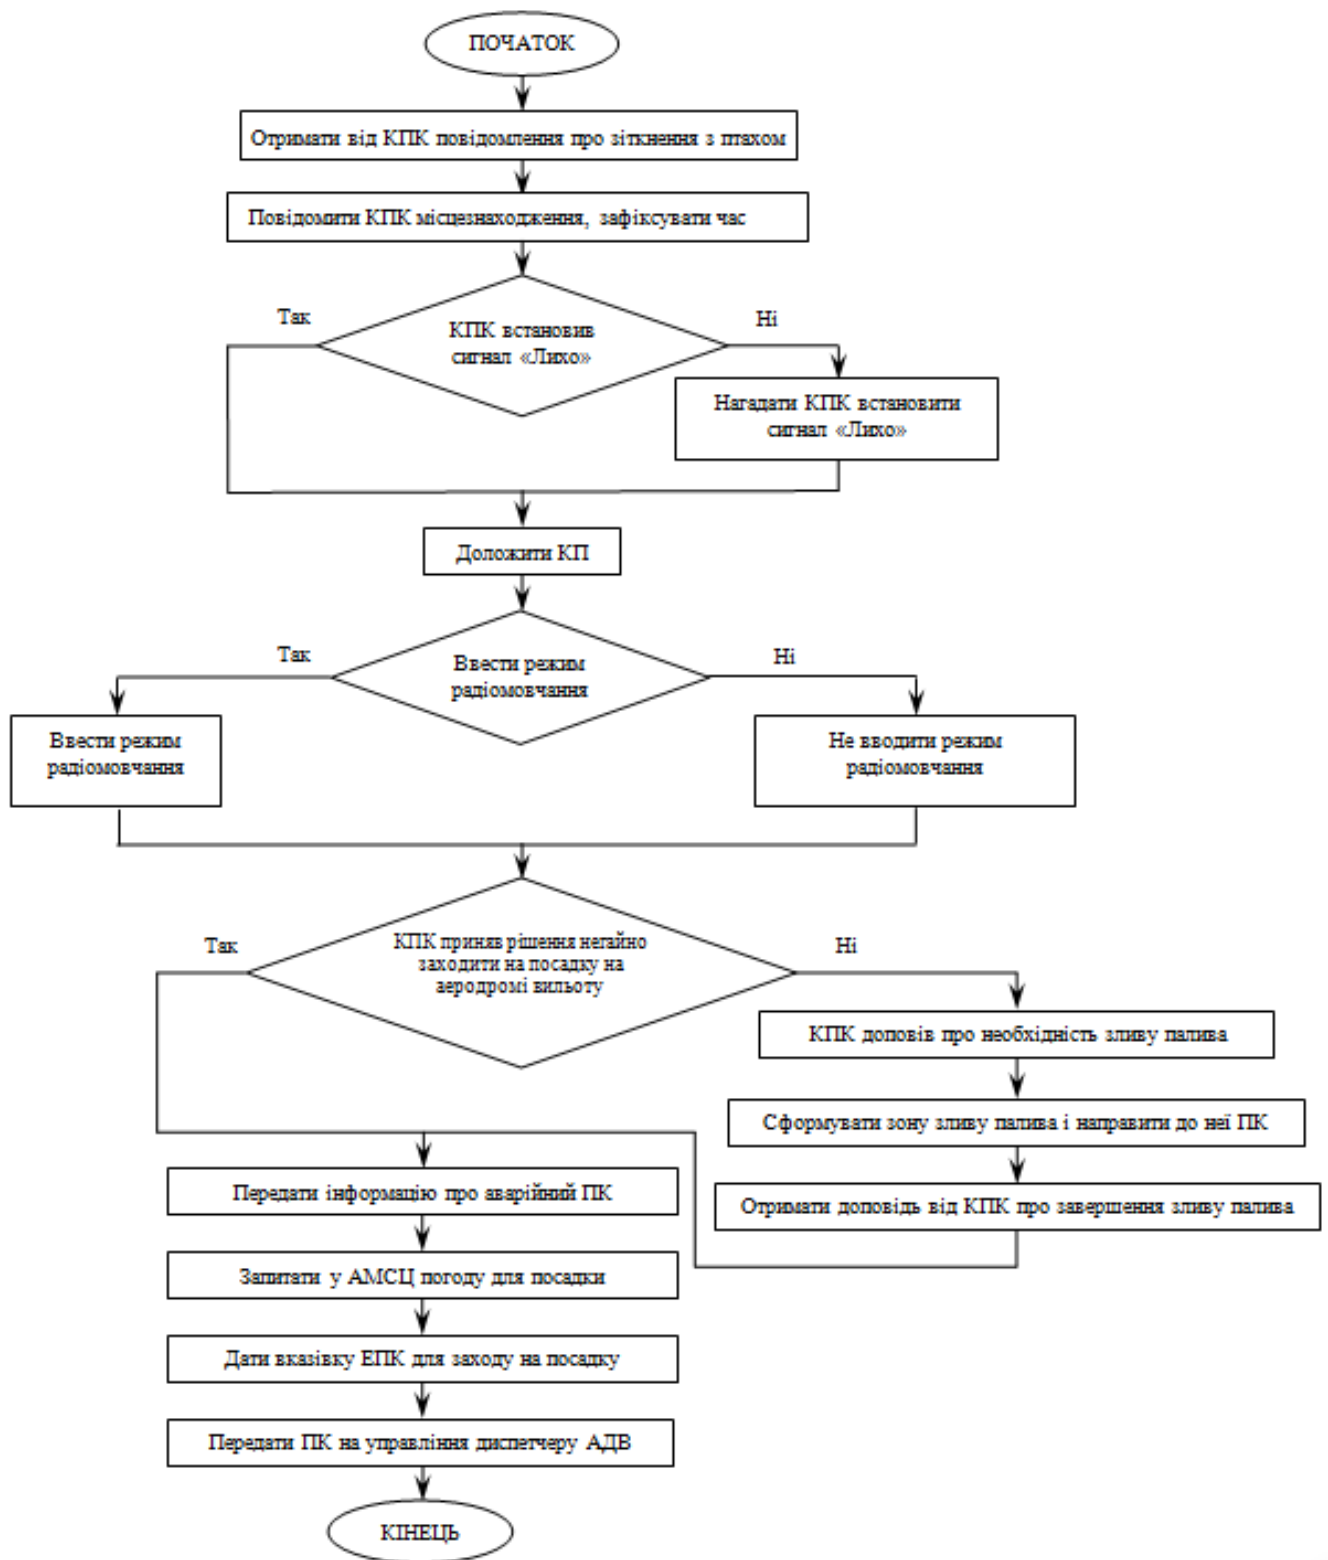 ПОЧАТОК
Отримати від КПК повідомлення про зіткнення з птахом
Повідомити КПК місцезнаходження, зафіксувати час
Так
Ні
КПК встановив
сигнал «Лихо»
Нагадати КПК встановити
сигнал «Лихо»
Доложити КП
Так
Ні
Ввести режим
радіомовчання
Ввести режим
радіомовчання
Не вводити режим
радіомовчання
Так
Ні
КПК приняв рішення негайно
заходити на посадку на
аеродромі вильоту
КПК доповів про необхідність зливу палива
Сформувати зону зливу палива і направити до неї ПК
Отримати доповідь від КПК про завершення зливу палива
Передати інформацію про аварійний ПК
Запитати у АМСЦ погоду для посадки
Дати вказівку ЕПК для заходу на посадку
Передати ПК на управління диспетчеру АДВ
КІНЕЦЬ